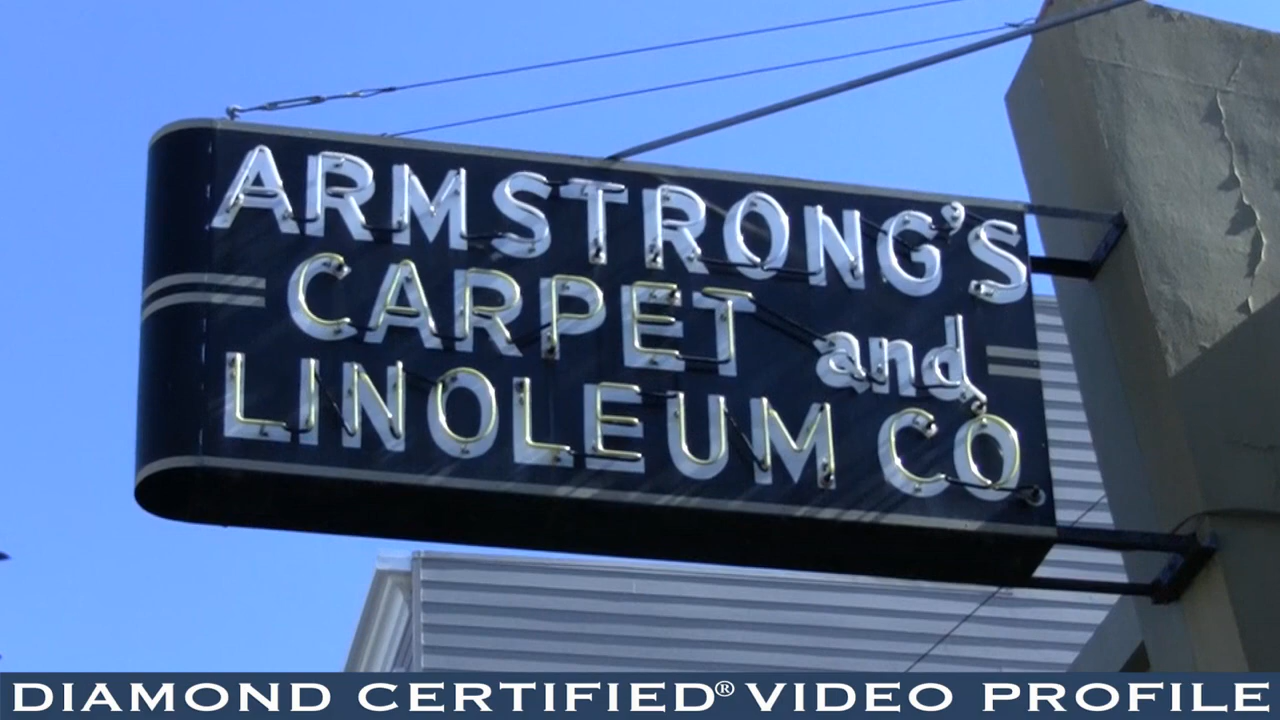 ARMSTRONG'S
CARPET and
LINOLEUM CO
DIAMOND CERTIFIED® VIDEO PROFILE